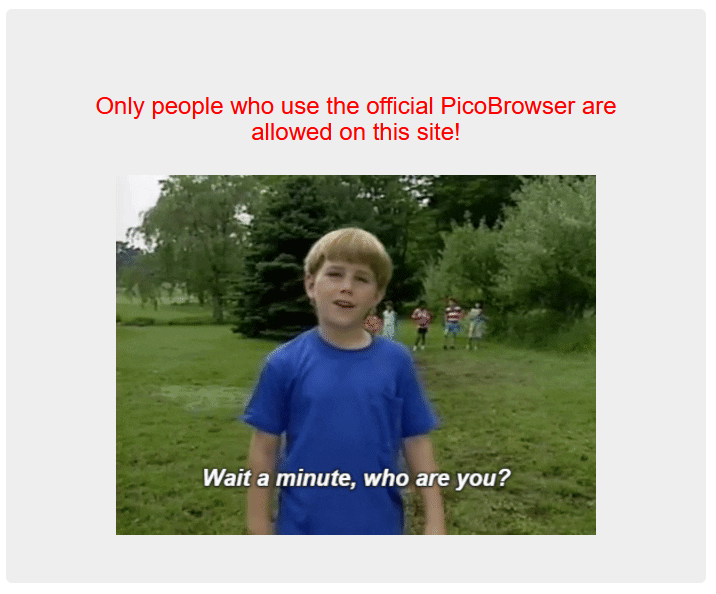 Only people who use the official PicoBrowser are
allowed on this site!
Wait a minute, who are you?